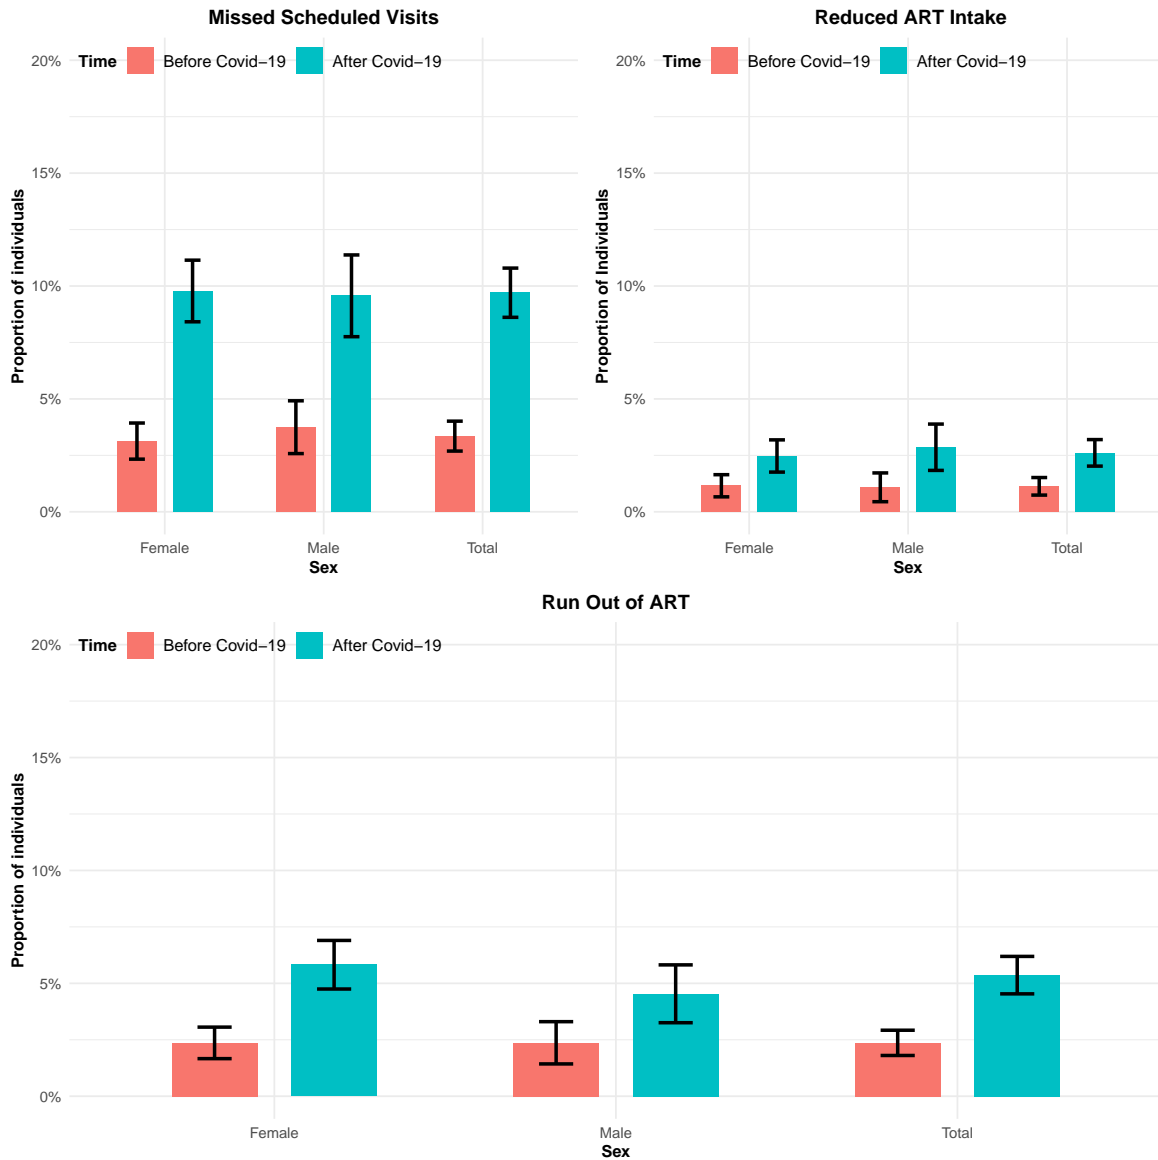 Missed Scheduled Visits
Time Before Covid−19 After Covid−19
20%
15%
10%
5%
0%
Proportion of individuals
Female Male Total
Sex
Reduced ART Intake
Time Before Covid−19 After Covid−19
20%
15%
10%
5%
0%
Proportion of Individuals
Female Male Total
Sex
Run Out of ART
Time Before Covid−19 After Covid−19
20%
15%
10%
5%
0%
Proportion of individuals
Female Male Total
Sex